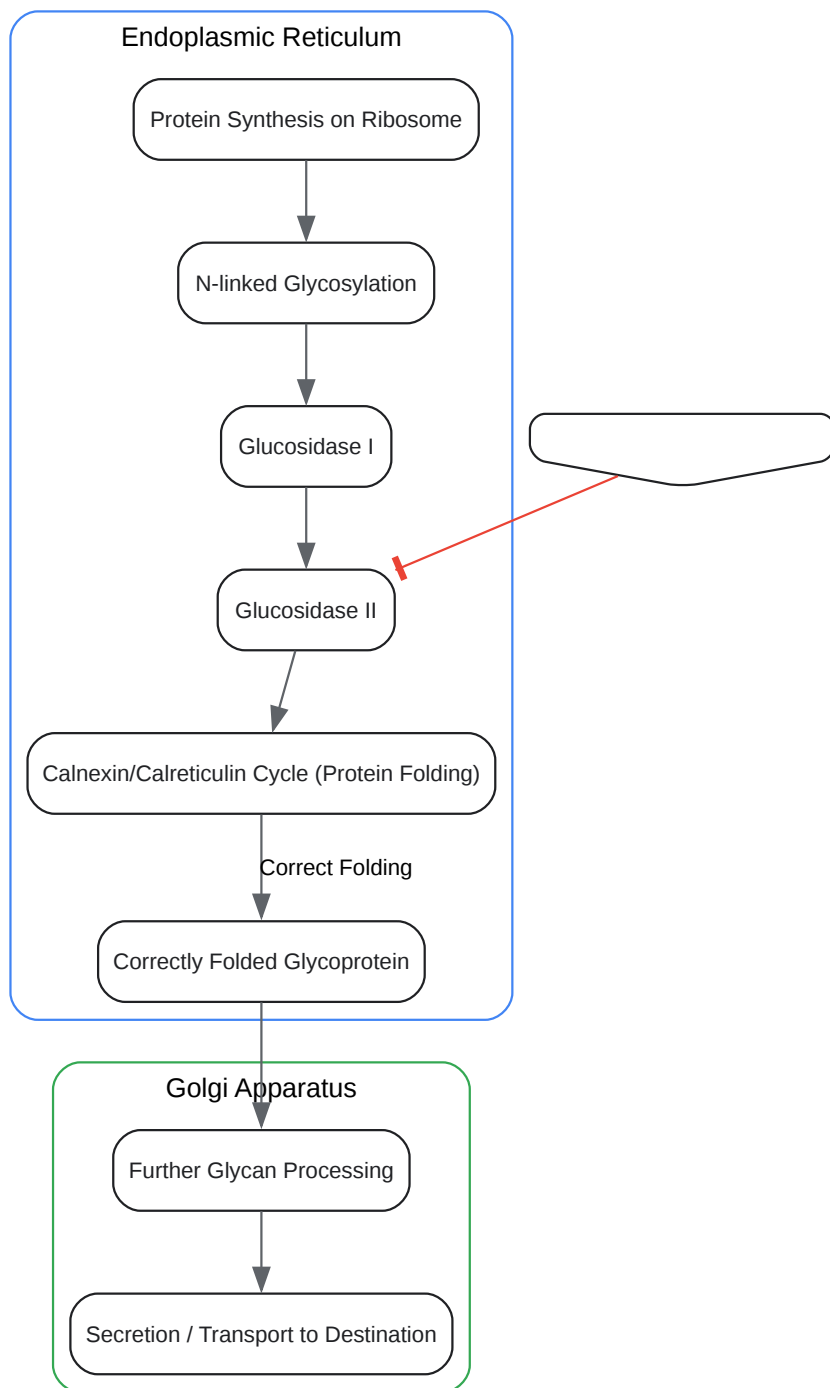 Endoplasmic Reticulum
Protein Synthesis on Ribosome
N-linked Glycosylation
Glucosidase I
Glucosidase II
Calnexin/Calreticulin Cycle (Protein Folding)
Correct Folding
Correctly Folded Glycoprotein
Golgi Apparatus
Further Glycan Processing
Secretion / Transport to Destination